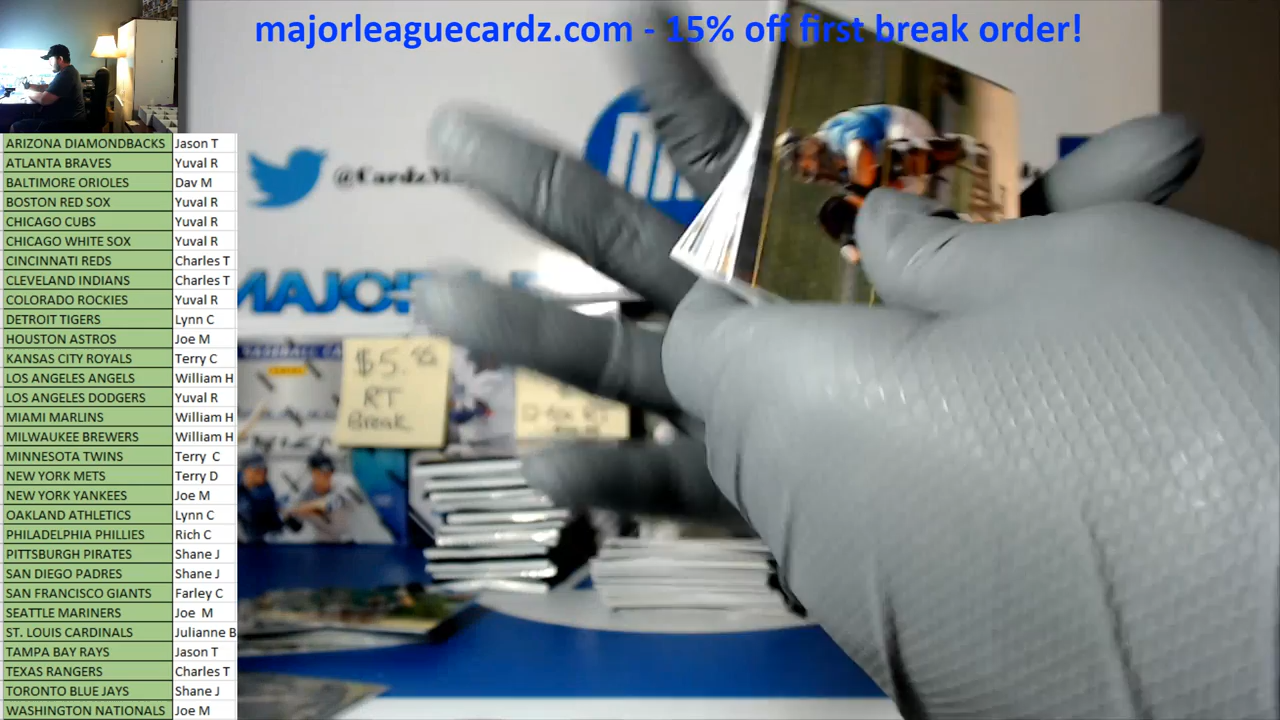 majorleaguecardz.com - 15% off first break order!
ARIZONA DIAMONDBACKS Jason T
ATLANTA BRAVES Yuval R
BALTIMORE ORIOLES Dav M
BOSTON RED SOX Yuval R
CHICAGO CUBS Yuval R
CHICAGO WHITE SOX Yuval R
CINCINNATI REDS Charles T
CLEVELAND INDIANS Charles T
COLORADO ROCKIES Yuval R
DETROIT TIGERS Lynn C
HOUSTON ASTROS Joe M
KANSAS CITY ROYALS Terry C
LOS ANGELES ANGELS William H
LOS ANGELES DODGERS Yuval R
MIAMI MARLINS William H
MILWAUKEE BREWERS William H
MINNESOTA TWINS Terry C
NEW YORK METS Terry D
NEW YORK YANKEES Joe M
OAKLAND ATHLETICS Lynn C
PHILADELPHIA PHILLIES Rich C
PITTSBURGH PIRATES Shane J
SAN DIEGO PADRES Shane J
SAN FRANCISCO GIANTS Farley C
SEATTLE MARINERS Joe M
ST. LOUIS CARDINALS Julianne B
TAMPA BAY RAYS Jason T
TEXAS RANGERS Charles T
TORONTO BLUE JAYS Shane J
WASHINGTON NATIONALS Joe M
$5.
RT
Break